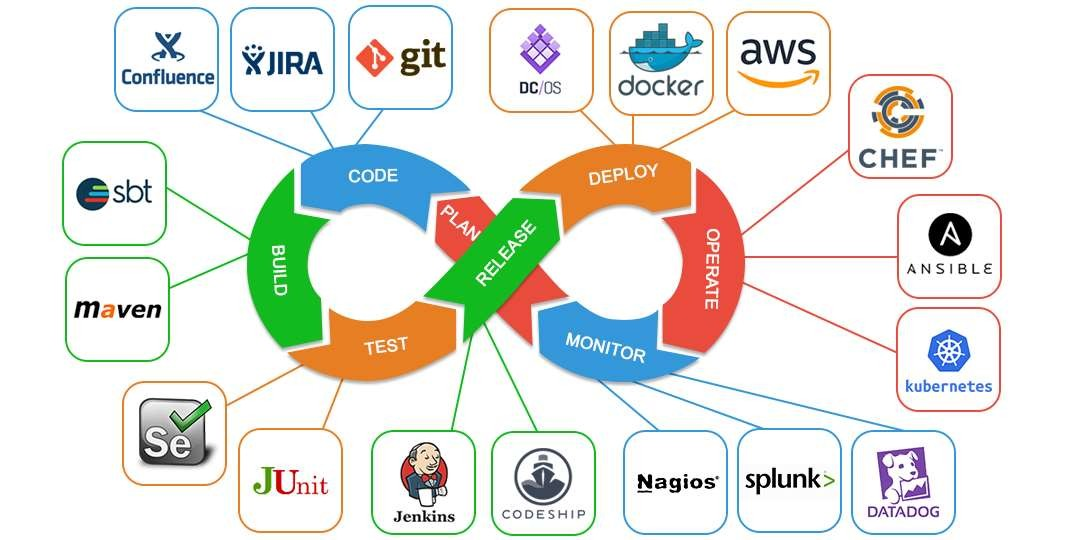 Confluence
JIRA
git
DC/OS
docker
aws
CHEF™
sbt
maven
CODE
PLAN
BUILD
TEST
RELEASE
DEPLOY
OPERATE
MONITOR
ANSIBLE
kubernetes
Se
JUnit
Jenkins
CODESHIP
Nagios®
splunk>
DATADOG